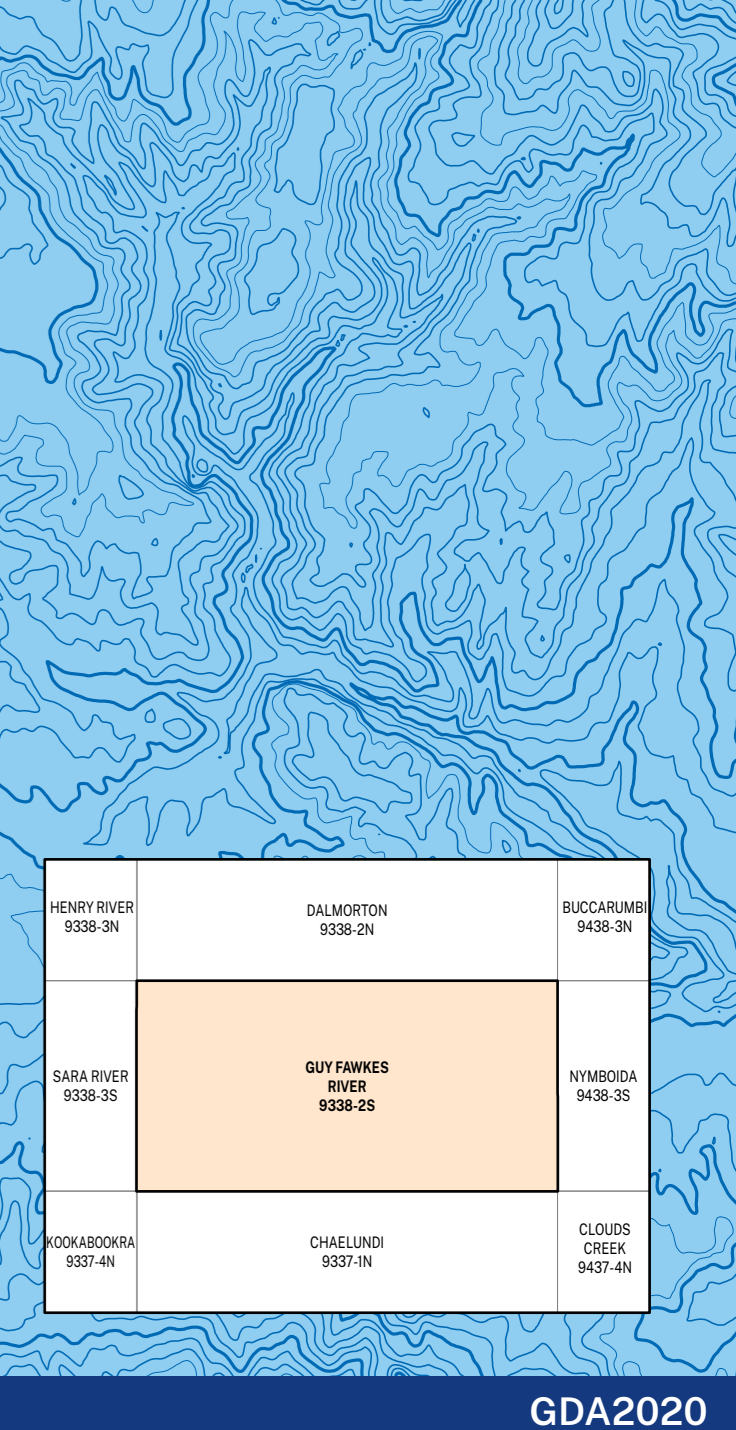 HENRY RIVER
9338-3N
DALMORTON
9338-2N
BUCCARUMBI
9438-3N
SARA RIVER
9338-3S
GUY FAWKES
RIVER
9338-2S
NYMBOIDA
9438-3S
KOOKABOOKRA
9337-4N
CHAELUNDI
9337-1N
CLOUDS
CREEK
9437-4N
GDA2020